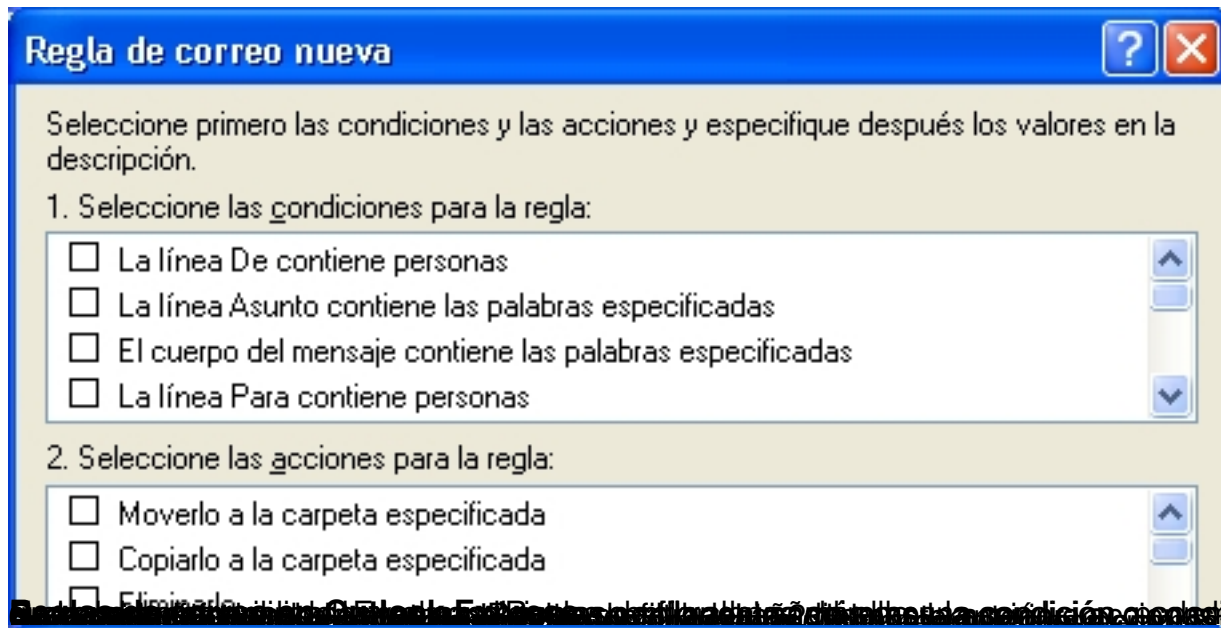 Regla de correo nueva
Seleccione primero las condiciones y las acciones y especifique después los valores en la
descripción.
1. Seleccione las condiciones para la regla:
La línea De contiene personas
La línea Asunto contiene las palabras especificadas
El cuerpo del mensaje contiene las palabras especificadas
La línea Para contiene personas
2. Seleccione las acciones para la regla:
Moverlo a la carpeta especificada
Copiarlo a la carpeta especificada
Eliminarlo